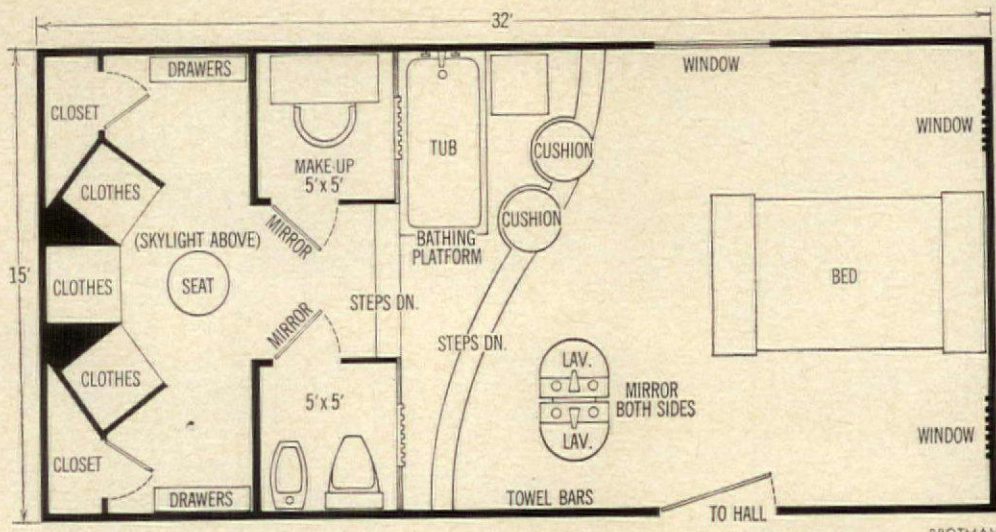 32'
DRAWERS
WINDOW
CLOSET
WINDOW
TUB
CUSHION
MAKE-UP
5' x 5'
CLOTHES
MIRROR
CUSHION
(SKYLIGHT ABOVE)
BATHING
PLATFORM
15'
CLOTHES
SEAT
BED
STEPS DN.
MIRROR
STEPS DN.
LAV.
CLOTHES
MIRROR
BOTH SIDES
5' x 5'
LAV.
CLOSET
WINDOW
DRAWERS
TOWEL BARS
TO HALL